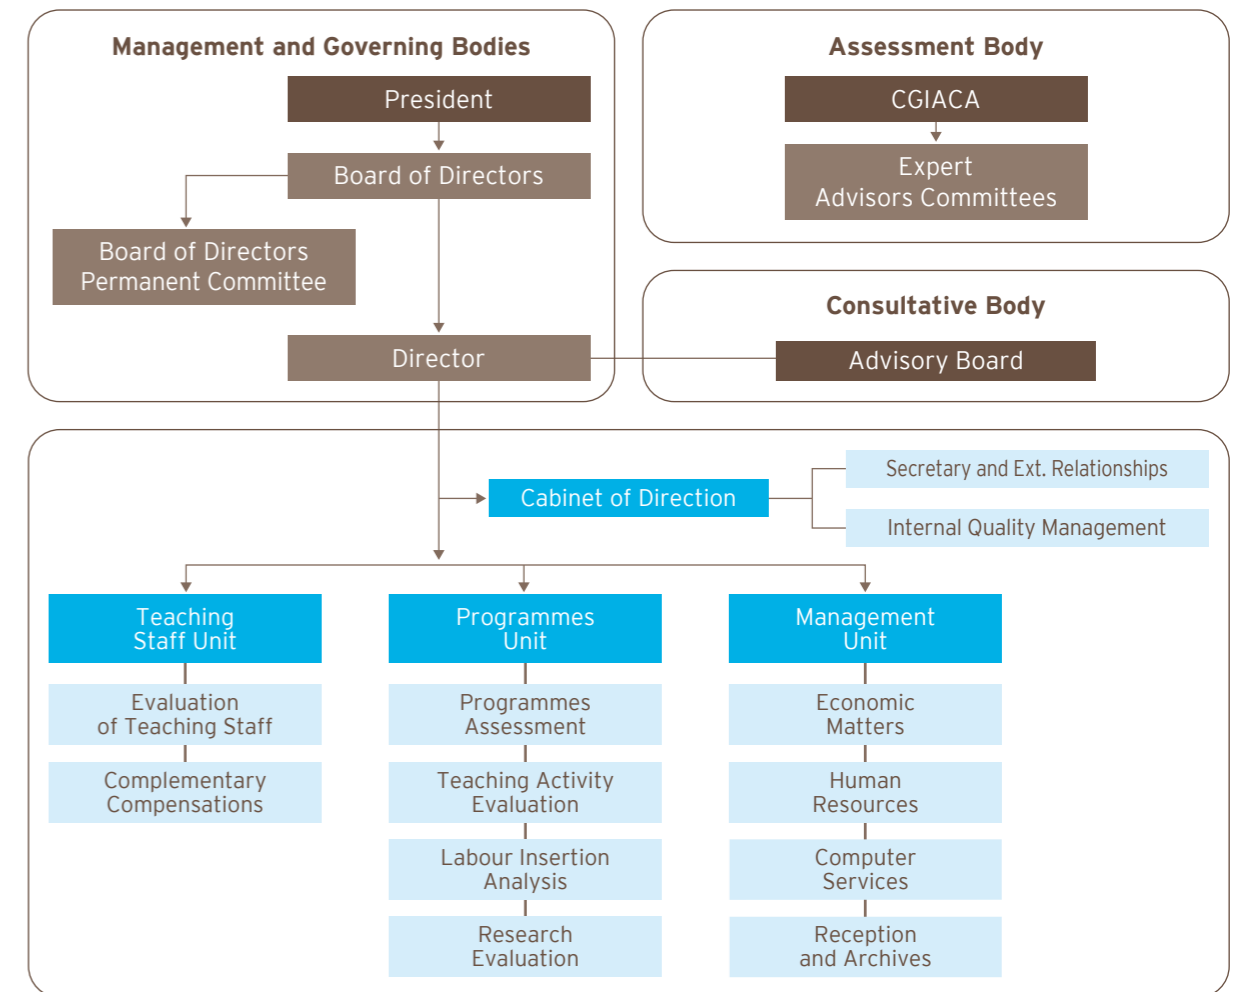 Management and Governing Bodies
President
Board of Directors
Board of Directors
Permanent Committee
Director
Assessment Body
CGIACA
Expert
Advisors Committees
Consultative Body
Advisory Board
Cabinet of Direction
Secretary and Ext. Relationships
Internal Quality Management
Teaching
Staff Unit
Evaluation
of Teaching Staff
Complementary
Compensations
Programmes
Unit
Programmes
Assessment
Teaching Activity
Evaluation
Labour Insertion
Analysis
Research
Evaluation
Management
Unit
Economic
Matters
Human
Resources
Computer
Services
Reception
and Archives